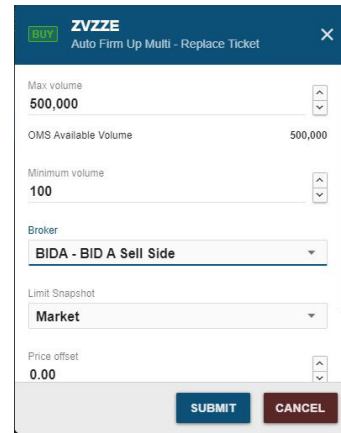 BUY
ZVZZE
Auto Firm Up Multi - Replace Ticket
Max volume
500,000
OMS Available Volume 500,000
Minimum volume
100
Broker
BIDA - BID A Sell Side
Limit Snapshot
Market
Price offset
0.00
SUBMIT CANCEL